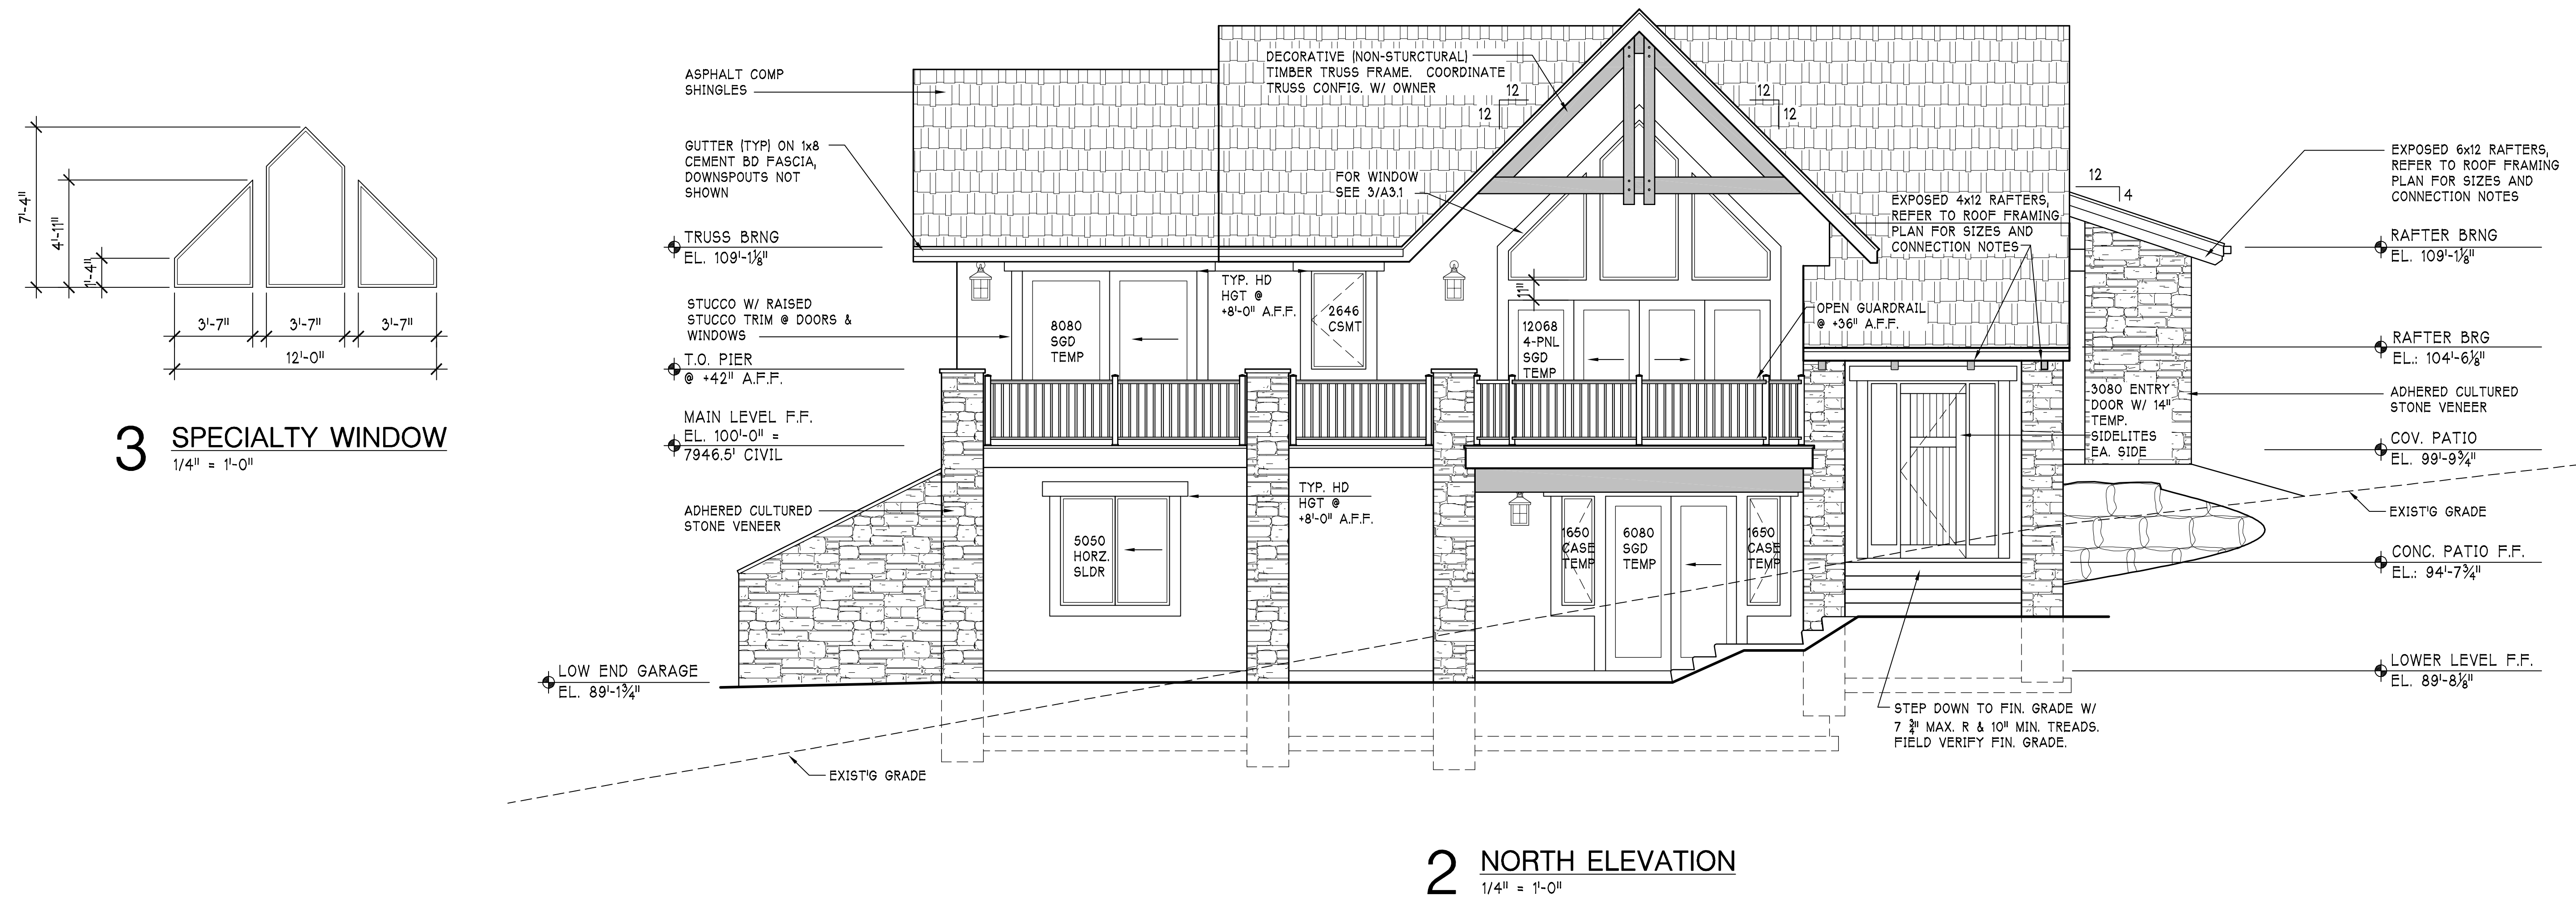 7'-4"
4'-11"
1'-4"
3'-7"
3'-7"
3'-7"
12'-0"
3 SPECIALTY WINDOW
1/4" = 1'-0"
ASPHALT COMP
SHINGLES
GUTTER (TYP) ON 1x8
CEMENT BD FASCIA,
DOWNSPOUTS NOT
SHOWN
TRUSS BRNG
EL. 109'-1⅛"
STUCCO W/ RAISED
STUCCO TRIM @ DOORS &
WINDOWS
T.O. PIER
@ +42" A.F.F.
MAIN LEVEL F.F.
EL. 100'-0" =
7946.5' CIVIL
ADHERED CULTURED
STONE VENEER
LOW END GARAGE
EL. 89'-1¾"
EXIST'G GRADE
DECORATIVE (NON-STURCTURAL)
TIMBER TRUSS FRAME. COORDINATE
TRUSS CONFIG. W/ OWNER
12
12
12
12
FOR WINDOW
SEE 3/A3.1
TYP. HD
HGT @
+8'-0" A.F.F.
8080
SGD
TEMP
2646
CSMT
11"
12068
4-PNL
SGD
TEMP
OPEN GUARDRAIL
@ +36" A.F.F.
EXPOSED 4x12 RAFTERS,
REFER TO ROOF FRAMING
PLAN FOR SIZES AND
CONNECTION NOTES
5050
HORZ.
SLDR
TYP. HD
HGT @
+8'-0" A.F.F.
1650
CASE
TEMP
6080
SGD
TEMP
1650
CASE
TEMP
3080 ENTRY
DOOR W/ 14"
TEMP.
SIDELITES
EA. SIDE
STEP DOWN TO FIN. GRADE W/
7 ¾" MAX. R & 10" MIN. TREADS.
FIELD VERIFY FIN. GRADE.
12
4
EXPOSED 6x12 RAFTERS,
REFER TO ROOF FRAMING
PLAN FOR SIZES AND
CONNECTION NOTES
RAFTER BRNG
EL. 109'-1⅛"
RAFTER BRG
EL.: 104'-6⅛"
ADHERED CULTURED
STONE VENEER
COV. PATIO
EL. 99'-9¾"
EXIST'G GRADE
CONC. PATIO F.F.
EL.: 94'-7¾"
LOWER LEVEL F.F.
EL. 89'-8⅛"
2 NORTH ELEVATION
1/4" = 1'-0"